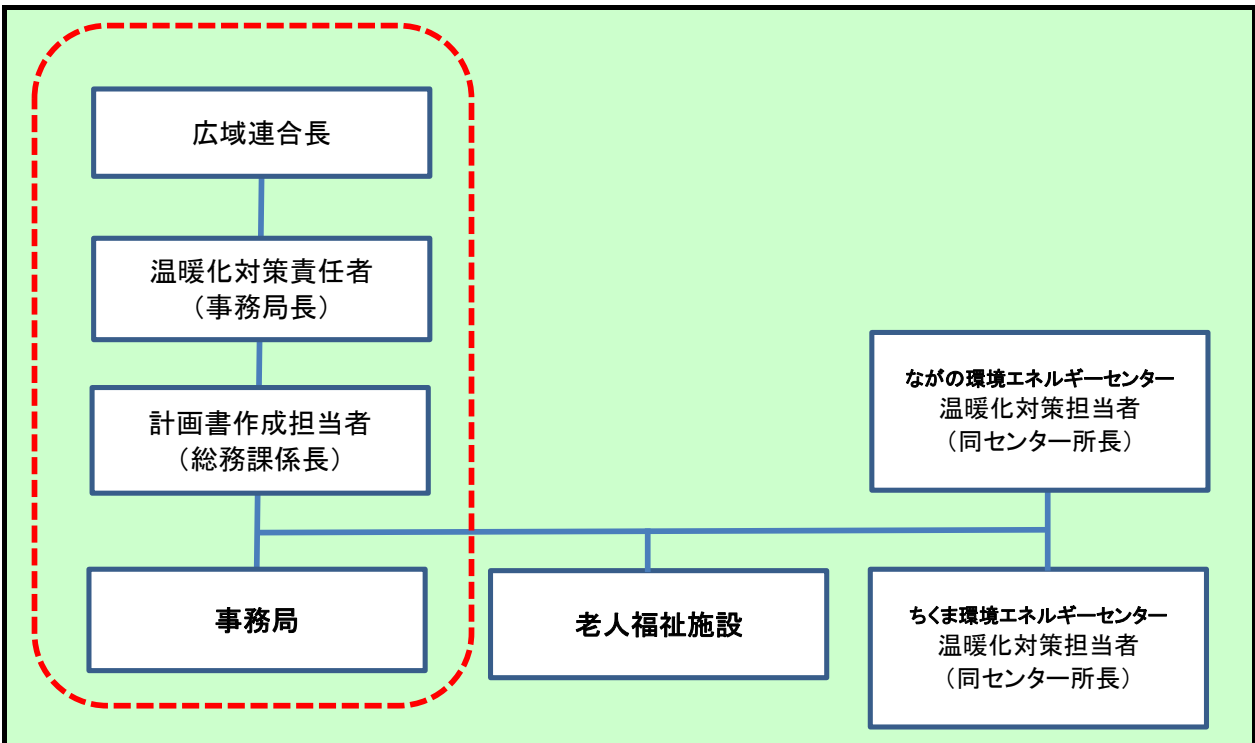 広域連合長
温暖化対策責任者
（事務局長）
計画書作成担当者
（総務課係長）
事務局
老人福祉施設
ながの環境エネルギーセンター
温暖化対策担当者
（同センター所長）
ちくま環境エネルギーセンター
温暖化対策担当者
（同センター所長）